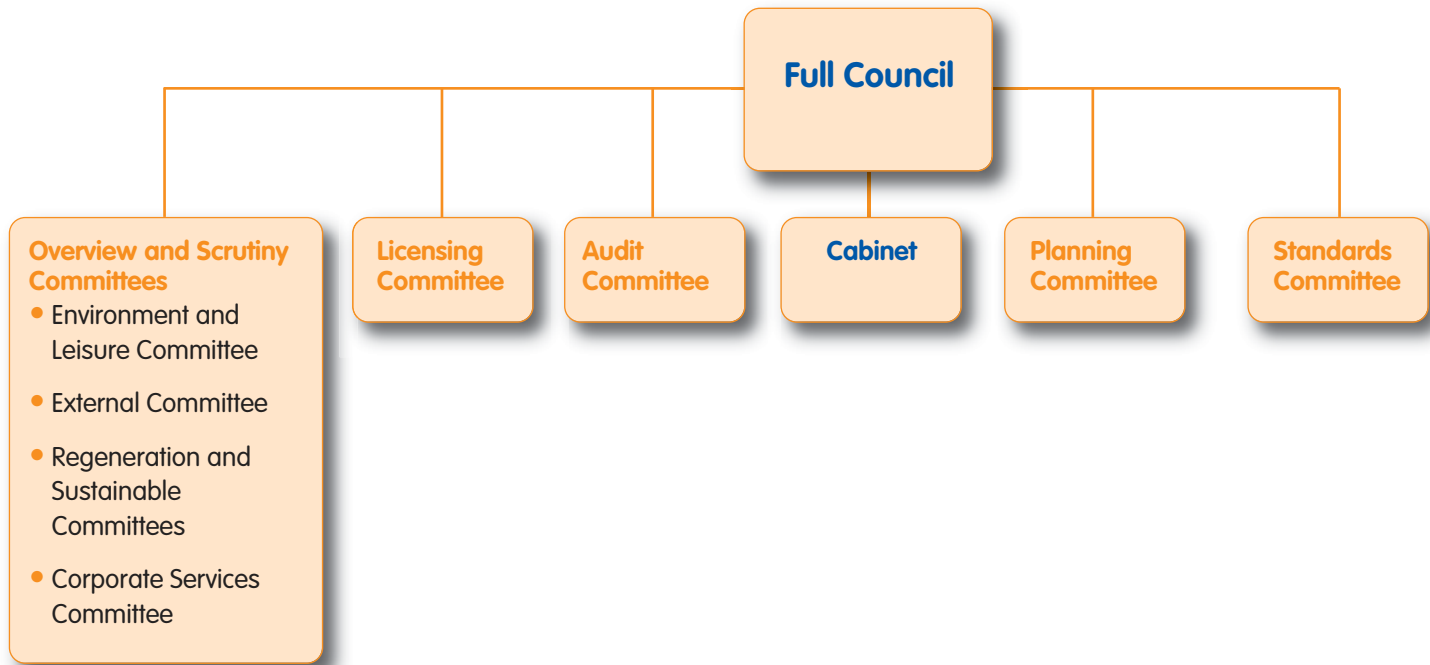 Full Council
Overview and Scrutiny
Committees
• Environment and
Leisure Committee
• External Committee
• Regeneration and
Sustainable
Committees
• Corporate Services
Committee
Licensing
Committee
Audit
Committee
Cabinet
Planning
Committee
Standards
Committee